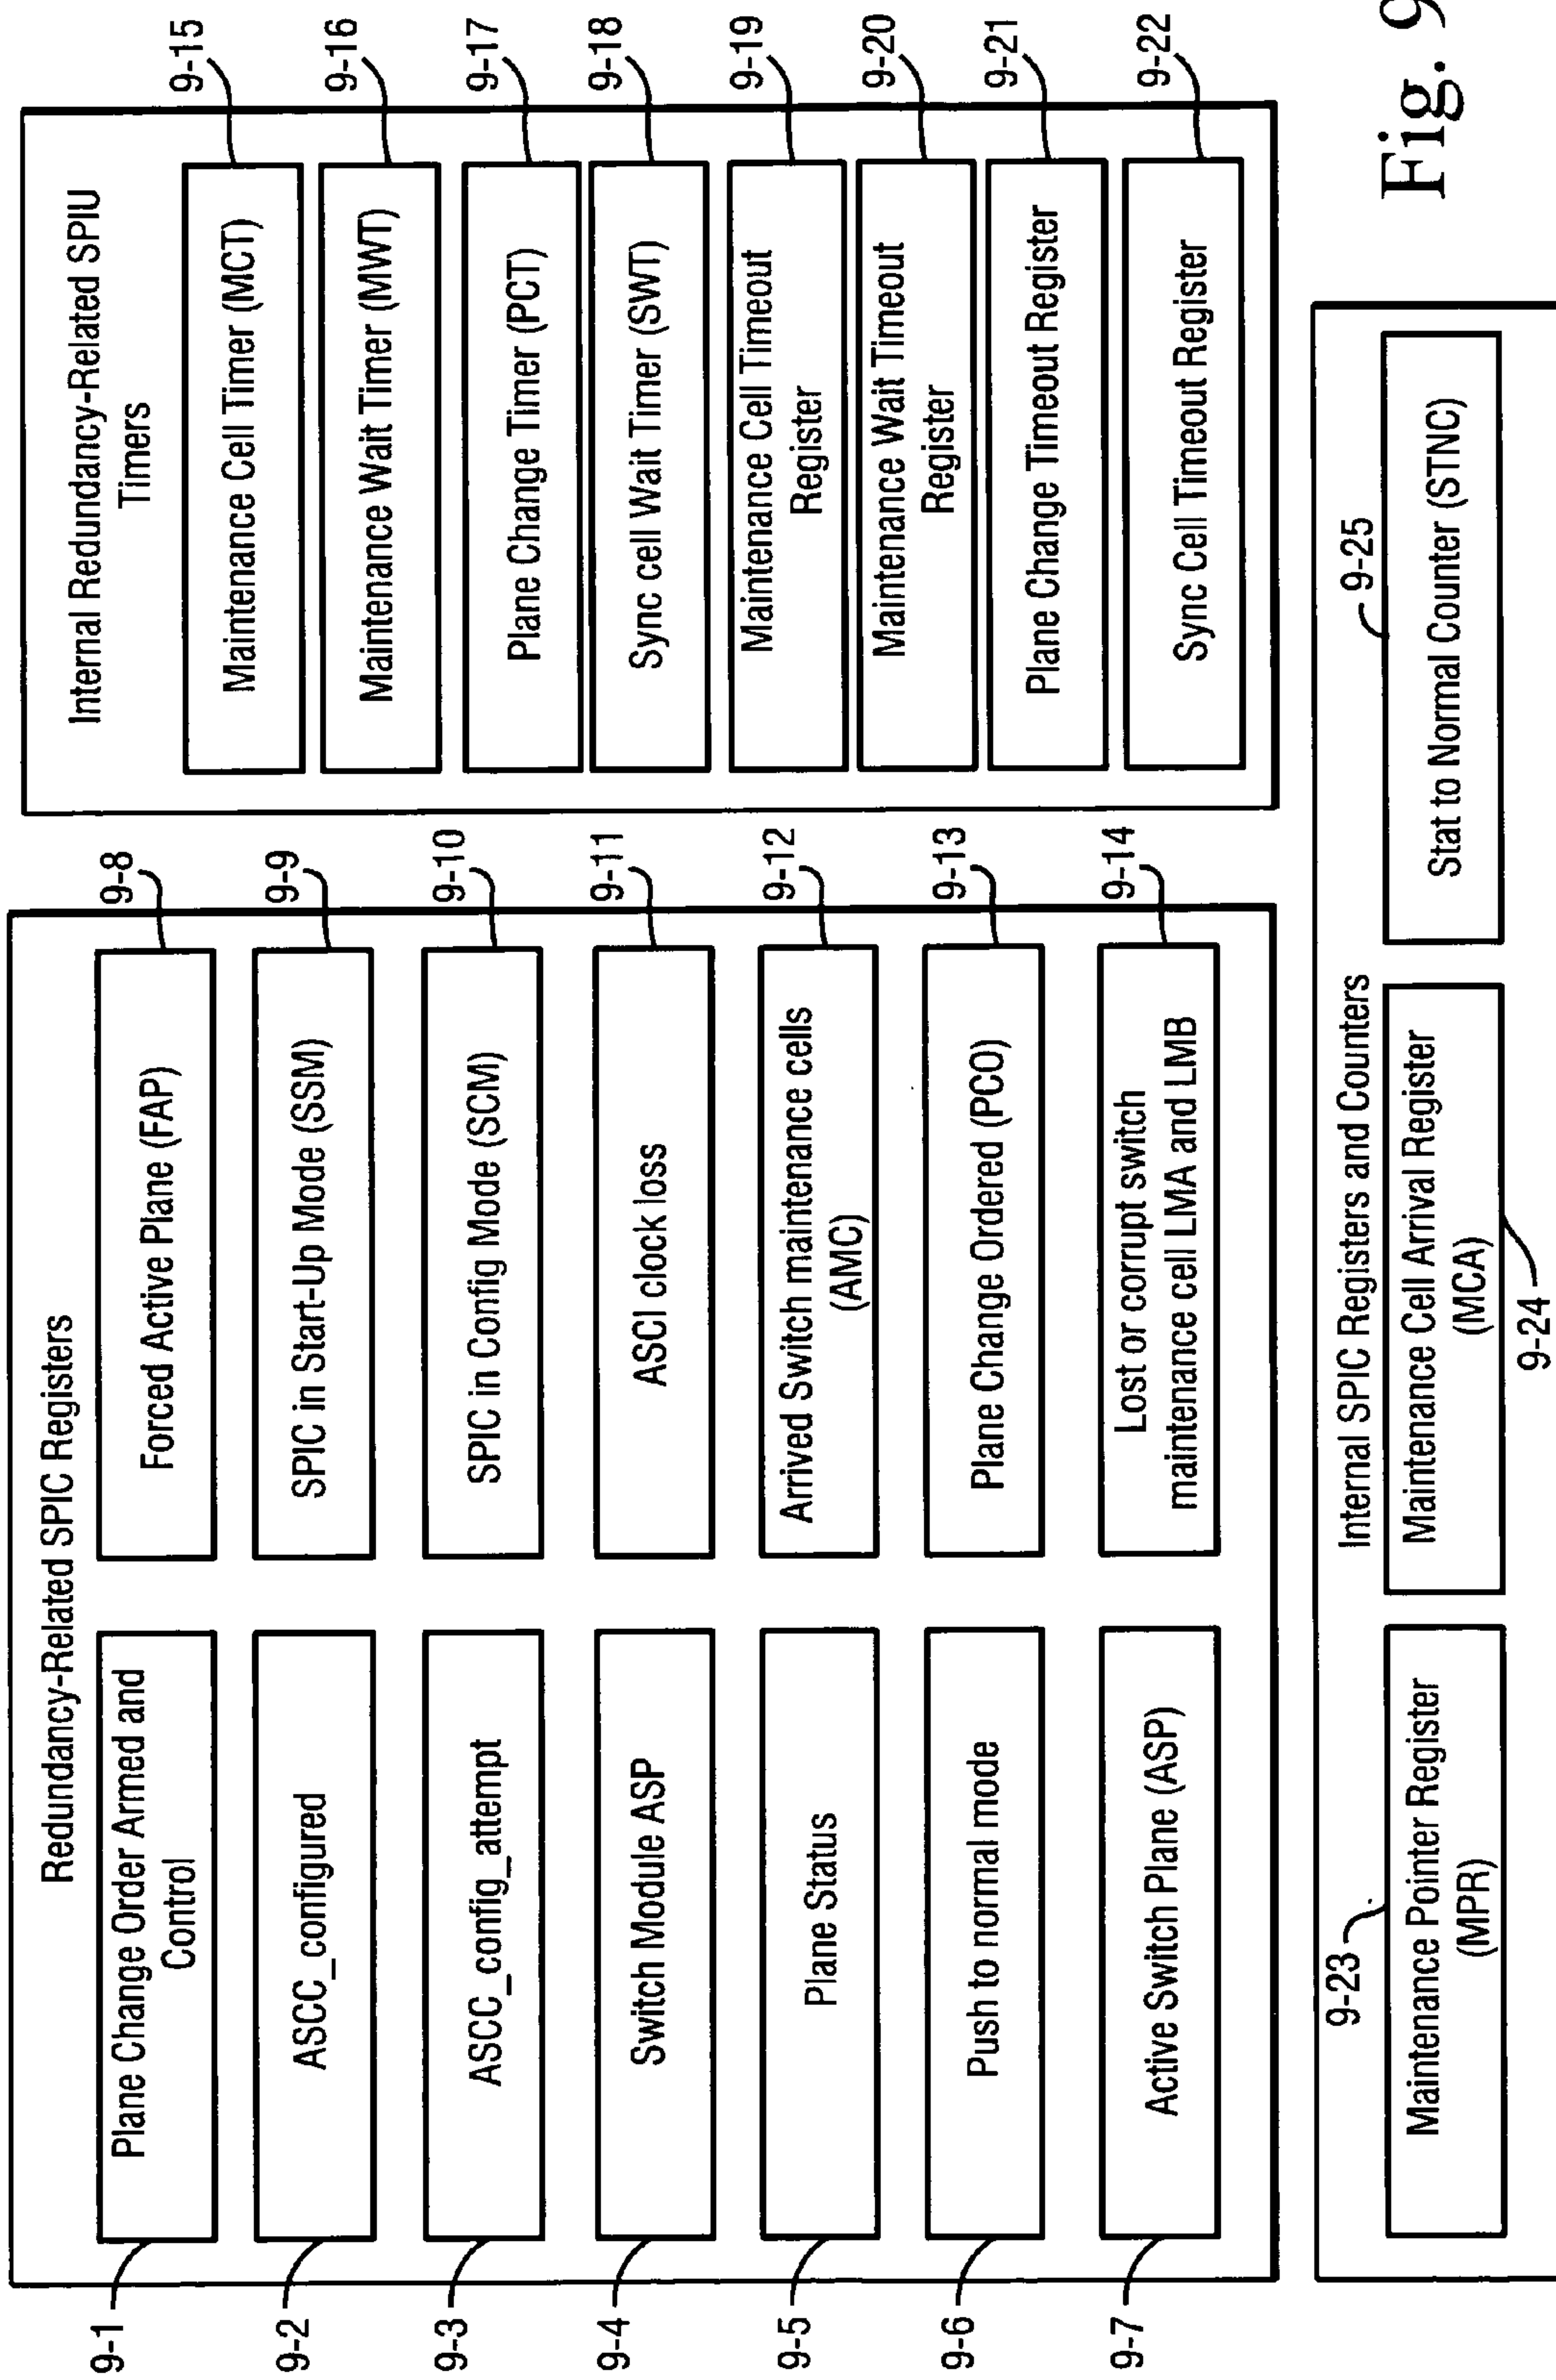 Redundancy-Related SPIC Registers
9-1
Plane Change Order Armed and
Control
9-2
ASCC_configured
9-3
ASCC_config_attempt
9-4
Switch Module ASP
9-5
Plane Status
9-6
Push to normal mode
9-7
Active Switch Plane (ASP)
9-8
Forced Active Plane (FAP)
9-9
SPIC in Start-Up Mode (SSM)
9-10
SPIC in Config Mode (SCM)
9-11
ASCI clock loss
9-12
Arrived Switch maintenance cells
(AMC)
9-13
Plane Change Ordered (PCO)
9-14
Lost or corrupt switch
maintenance cell LMA and LMB
Internal Redundancy-Related SPIU
Timers
9-15
Maintenance Cell Timer (MCT)
9-16
Maintenance Wait Timer (MWT)
9-17
Plane Change Timer (PCT)
9-18
Sync cell Wait Timer (SWT)
9-19
Maintenance Cell Timeout
Register
9-20
Maintenance Wait Timeout
Register
9-21
Plane Change Timeout Register
9-22
Sync Cell Timeout Register
Internal SPIC Registers and Counters
9-23
Maintenance Pointer Register
(MPR)
Maintenance Cell Arrival Register
(MCA)
9-24
9-25
Stat to Normal Counter (STNC)
Fig. 9